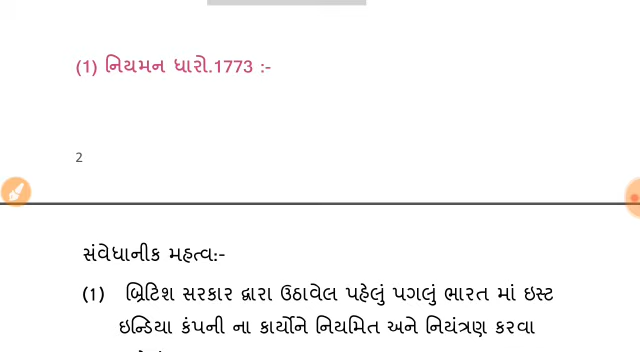 (1) નિયમન ધારો.1773 :-
2
સંવેધાનીક મહત્વ:-
(1) બ્રિટિશ સરકાર દ્વારા ઉઠાવેલ પહેલું પગલું ભારત માં ઇસ્ટ
ઇન્ડિયા કંપની ના કાર્યોને નિયમિત અને નિયંત્રણ કરવા